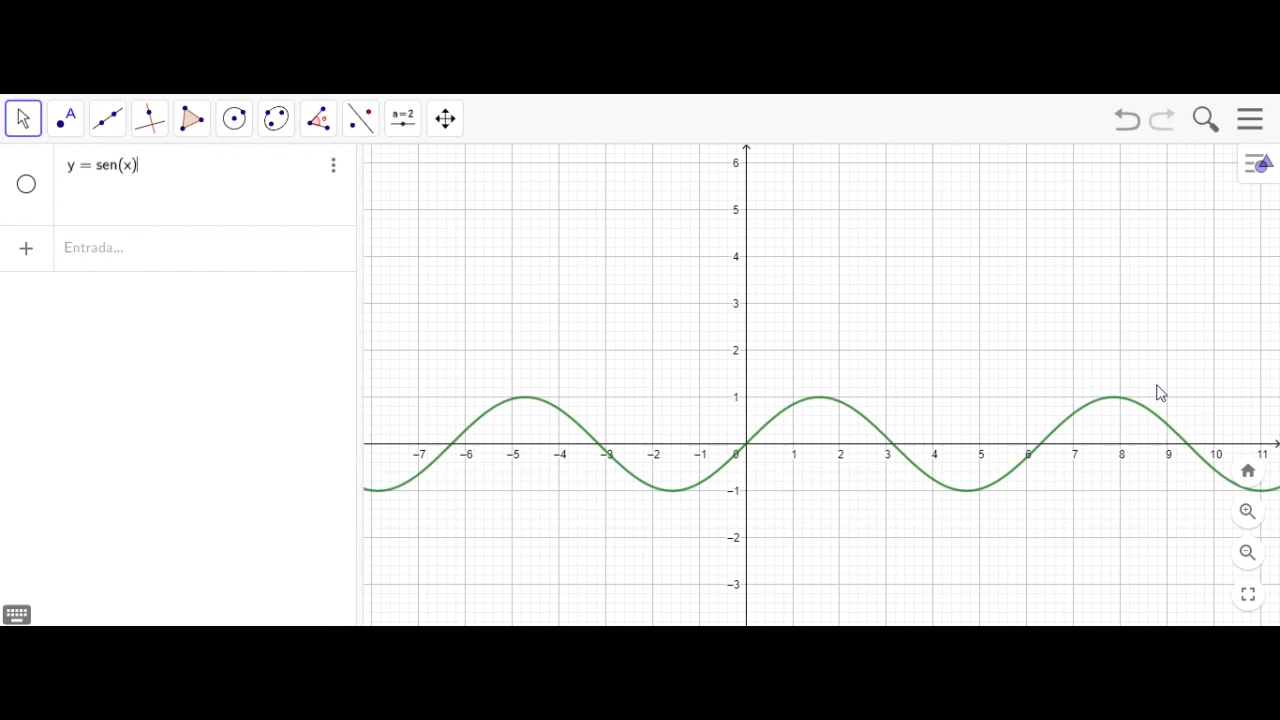 A
a=2
y = sen(x)
Entrada...
6
5
4
3
2
1
−7 −6 −5 −4 −3 −2 −1 0 1 2 3 4 5 6 7 8 9 10 11
−1
−2
−3